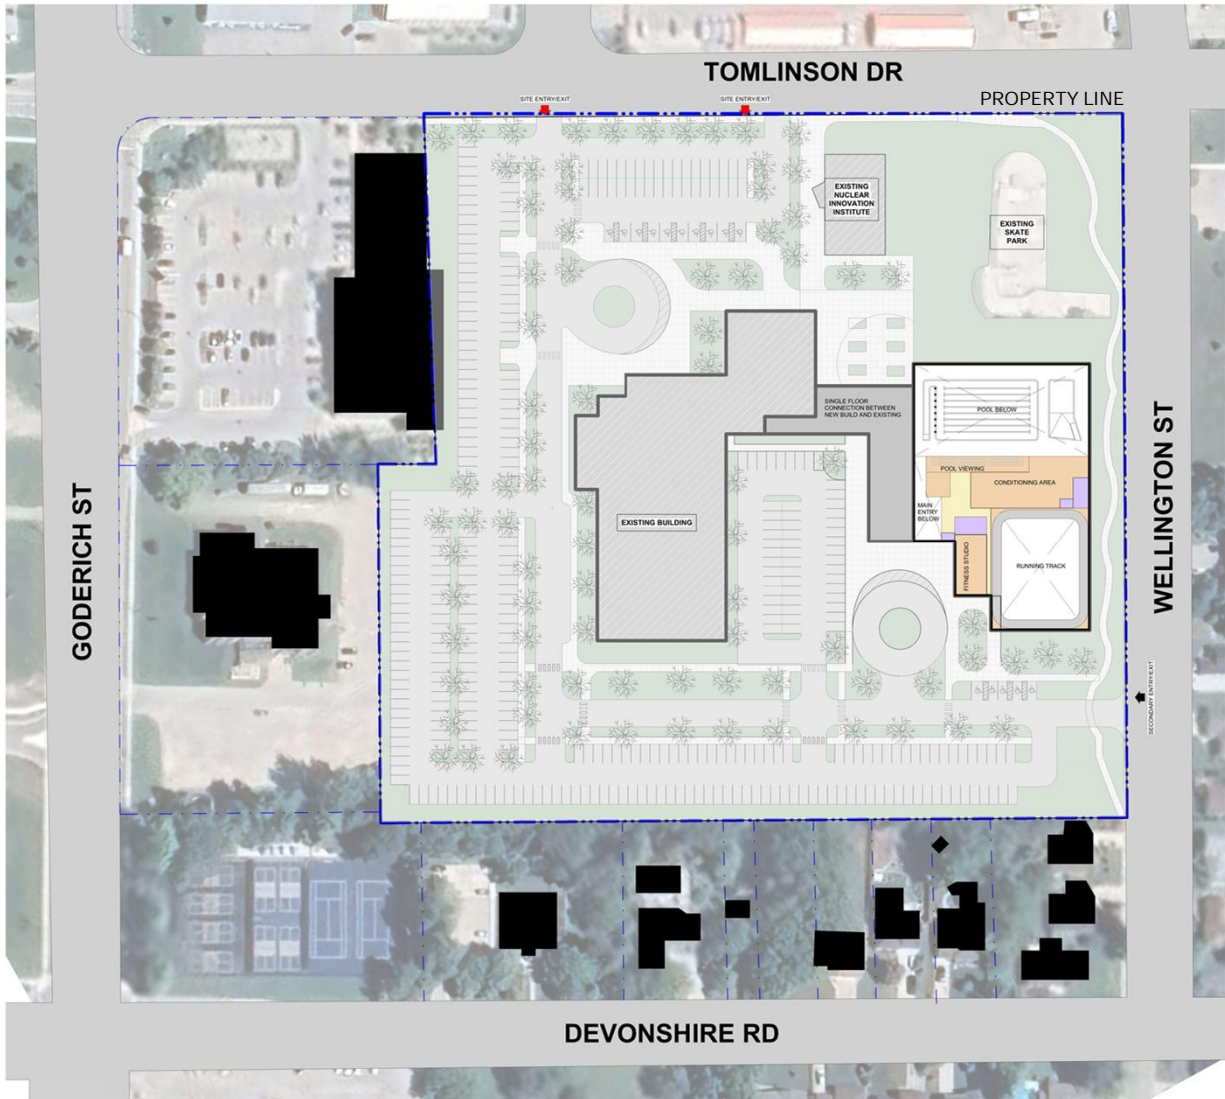 TOMLINSON DR
SITE ENTRY/EXIT
SITE ENTRY/EXIT
PROPERTY LINE
EXISTING
NUCLEAR
INNOVATION
INSTITUTE
EXISTING
SKATE
PARK
SINGLE FLOOR
CONNECTION BETWEEN
NEW BUILD AND EXISTING
POOL BELOW
POOL VIEWING
CONDITIONING AREA
MAIN
ENTRY
BELOW
EXISTING BUILDING
FITNESS STUDIO
RUNNING TRACK
GODERICH ST
WELLINGTON ST
SECONDARY ENTRY/EXIT
DEVONSHIRE RD